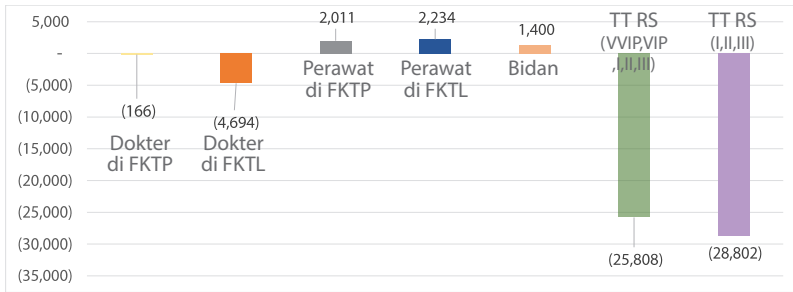 5,000
-
(5,000)
(10,000)
(15,000)
(20,000)
(25,000)
(30,000)
(35,000)
(166)
Dokter
di FKTP
(4,694)
Dokter
di FKTL
2,011
Perawat
di FKTP
2,234
Perawat
di FKTL
1,400
Bidan
TT RS
(VVIP,VIP
,I,II,III)
(25,808)
TT RS
(I,II,III)
(28,802)